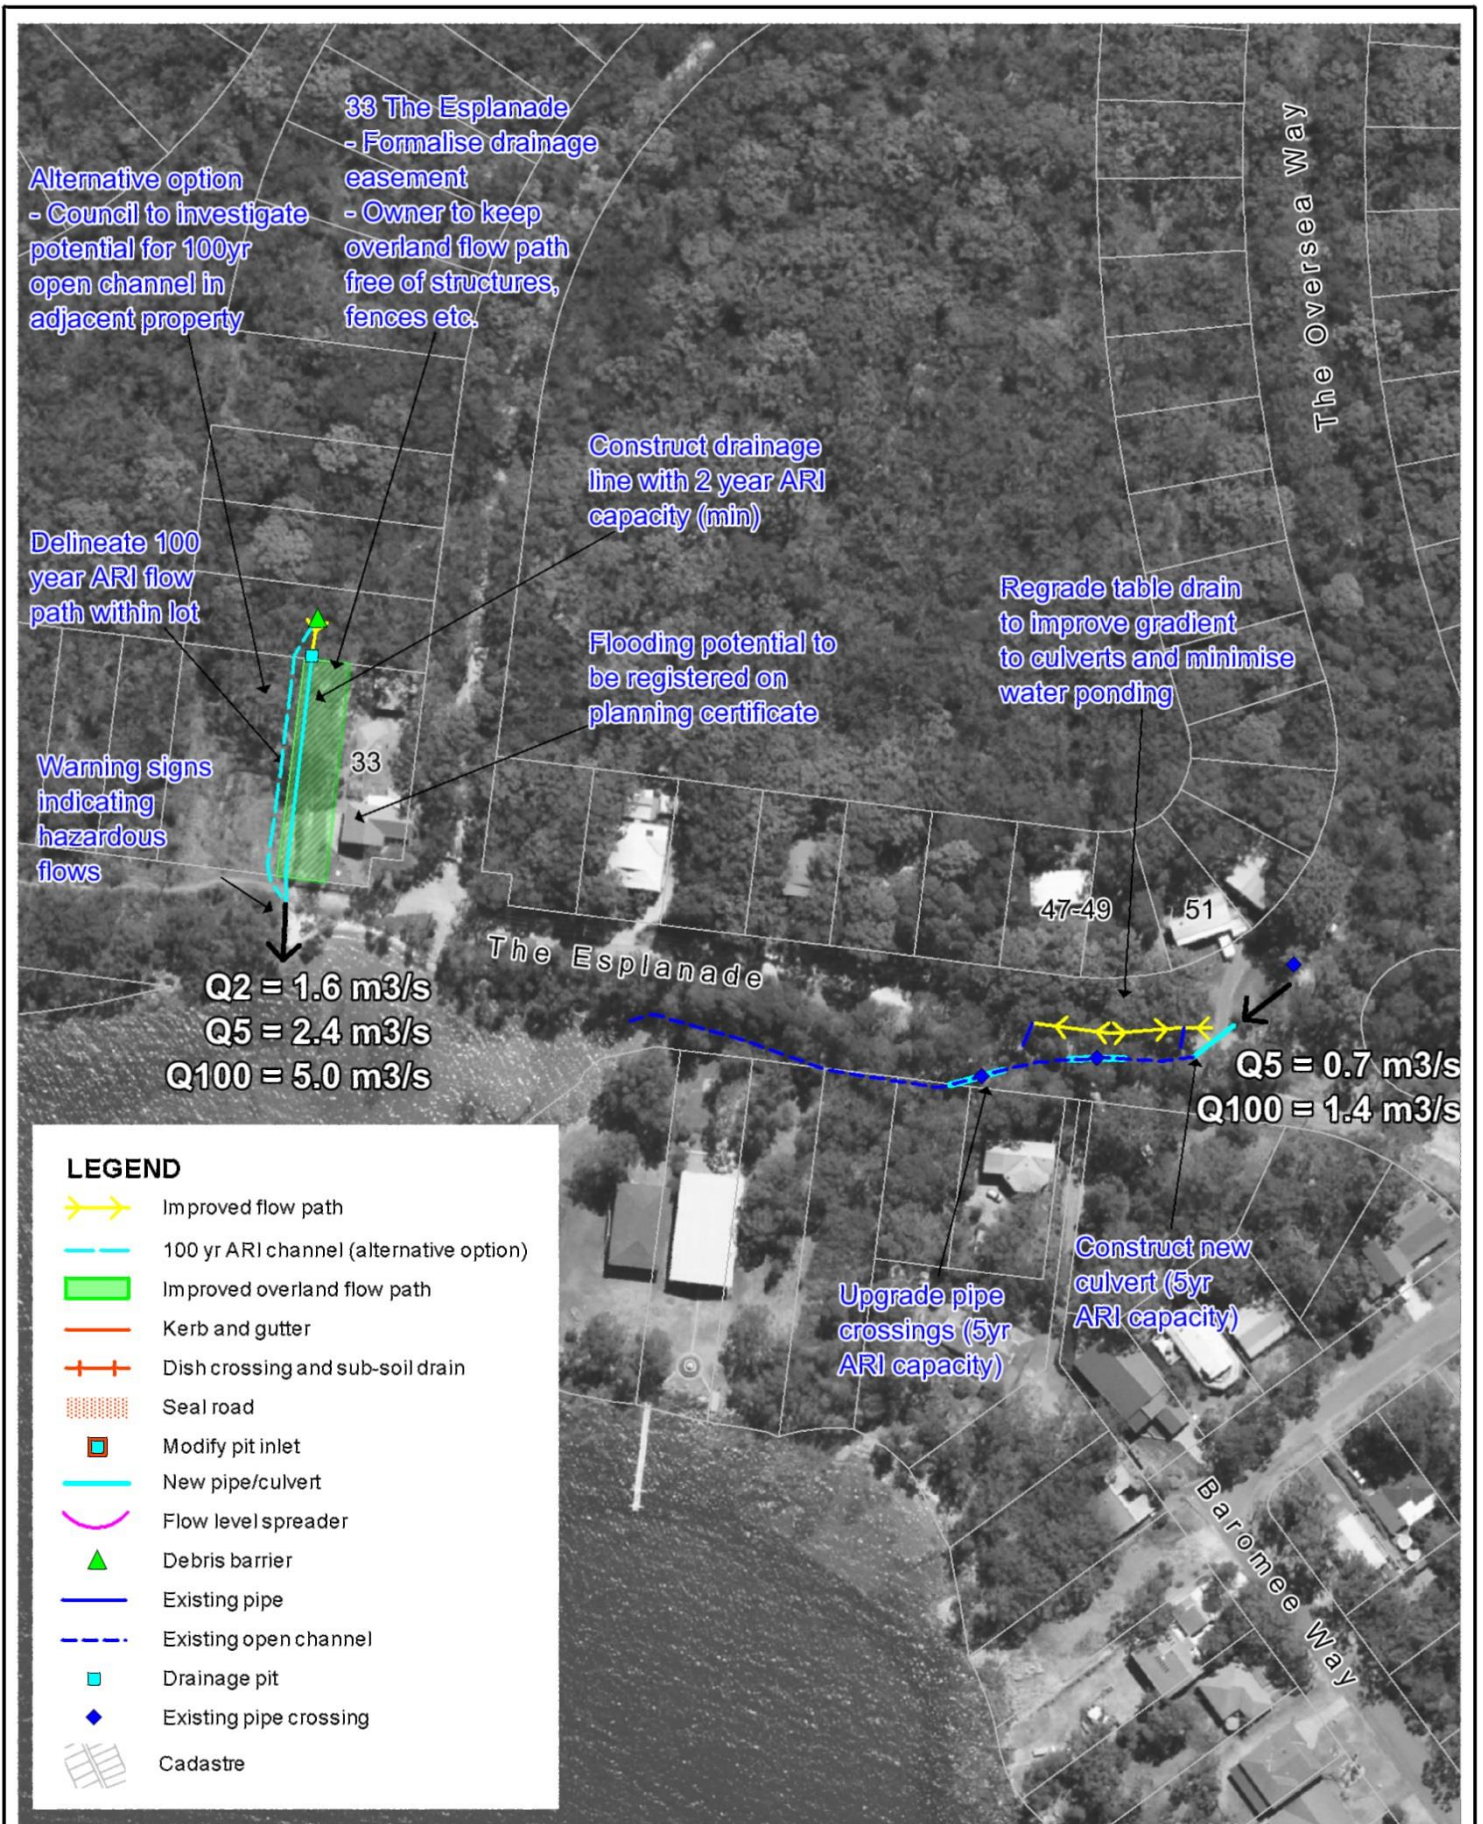 33 The Esplanade
- Formalise drainage
easement
- Owner to keep
overland flow path
free of structures,
fences etc.
Alternative option
- Council to investigate
potential for 100yr
open channel in
adjacent property
The Oversea Way
Construct drainage
line with 2 year ARI
capacity (min)
Delineate 100
year ARI flow
path within lot
Regrade table drain
to improve gradient
to culverts and minimise
water ponding
Flooding potential to
be registered on
planning certificate
33
Warning signs
indicating
hazardous
flows
47-49
51
The Esplanade
Q2 = 1.6 m3/s
Q5 = 2.4 m3/s
Q100 = 5.0 m3/s
Q5 = 0.7 m3/s
Q100 = 1.4 m3/s
Construct new
culvert (5yr
ARI capacity)
Upgrade pipe
crossings (5yr
ARI capacity)
Baromee Way
LEGEND
Improved flow path
100 yr ARI channel (alternative option)
Improved overland flow path
Kerb and gutter
Dish crossing and sub-soil drain
Seal road
Modify pit inlet
New pipe/culvert
Flow level spreader
Debris barrier
Existing pipe
Existing open channel
Drainage pit
Existing pipe crossing
Cadastre